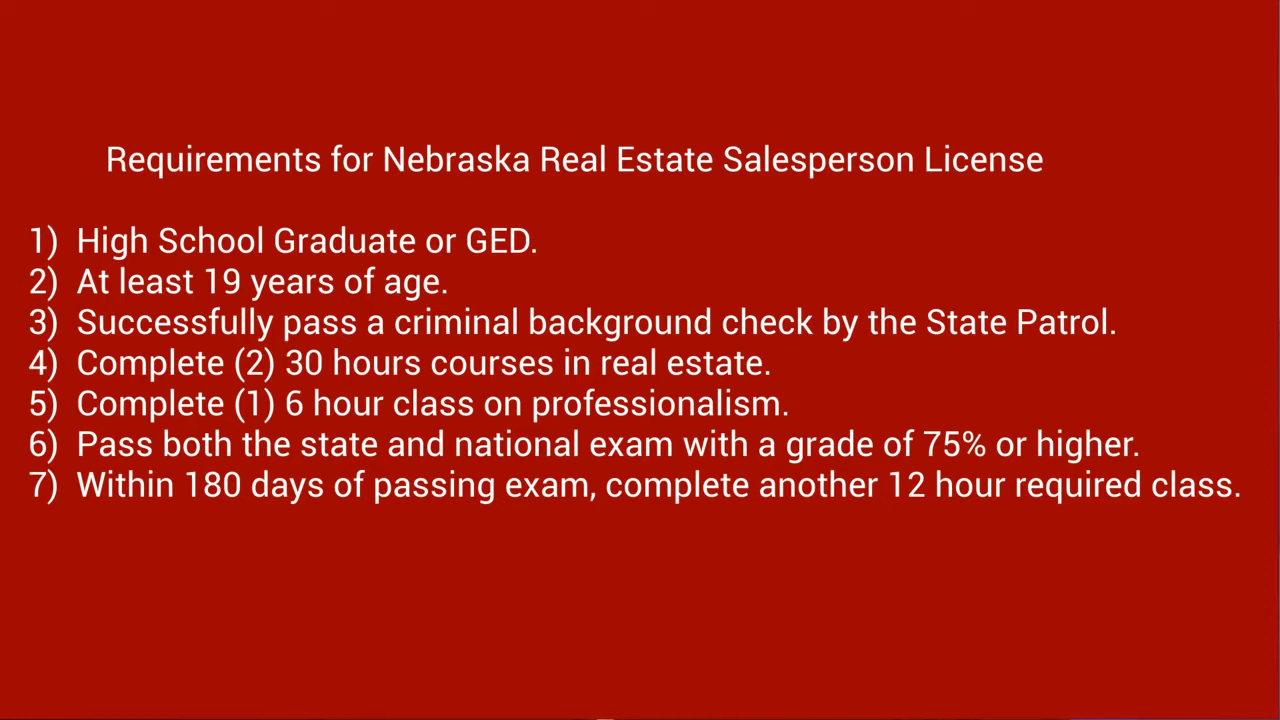 Requirements for Nebraska Real Estate Salesperson License
1) High School Graduate or GED.
2) At least 19 years of age.
3) Successfully pass a criminal background check by the State Patrol.
4) Complete (2) 30 hours courses in real estate.
5) Complete (1) 6 hour class on professionalism.
6) Pass both the state and national exam with a grade of 75% or higher.
7) Within 180 days of passing exam, complete another 12 hour required class.